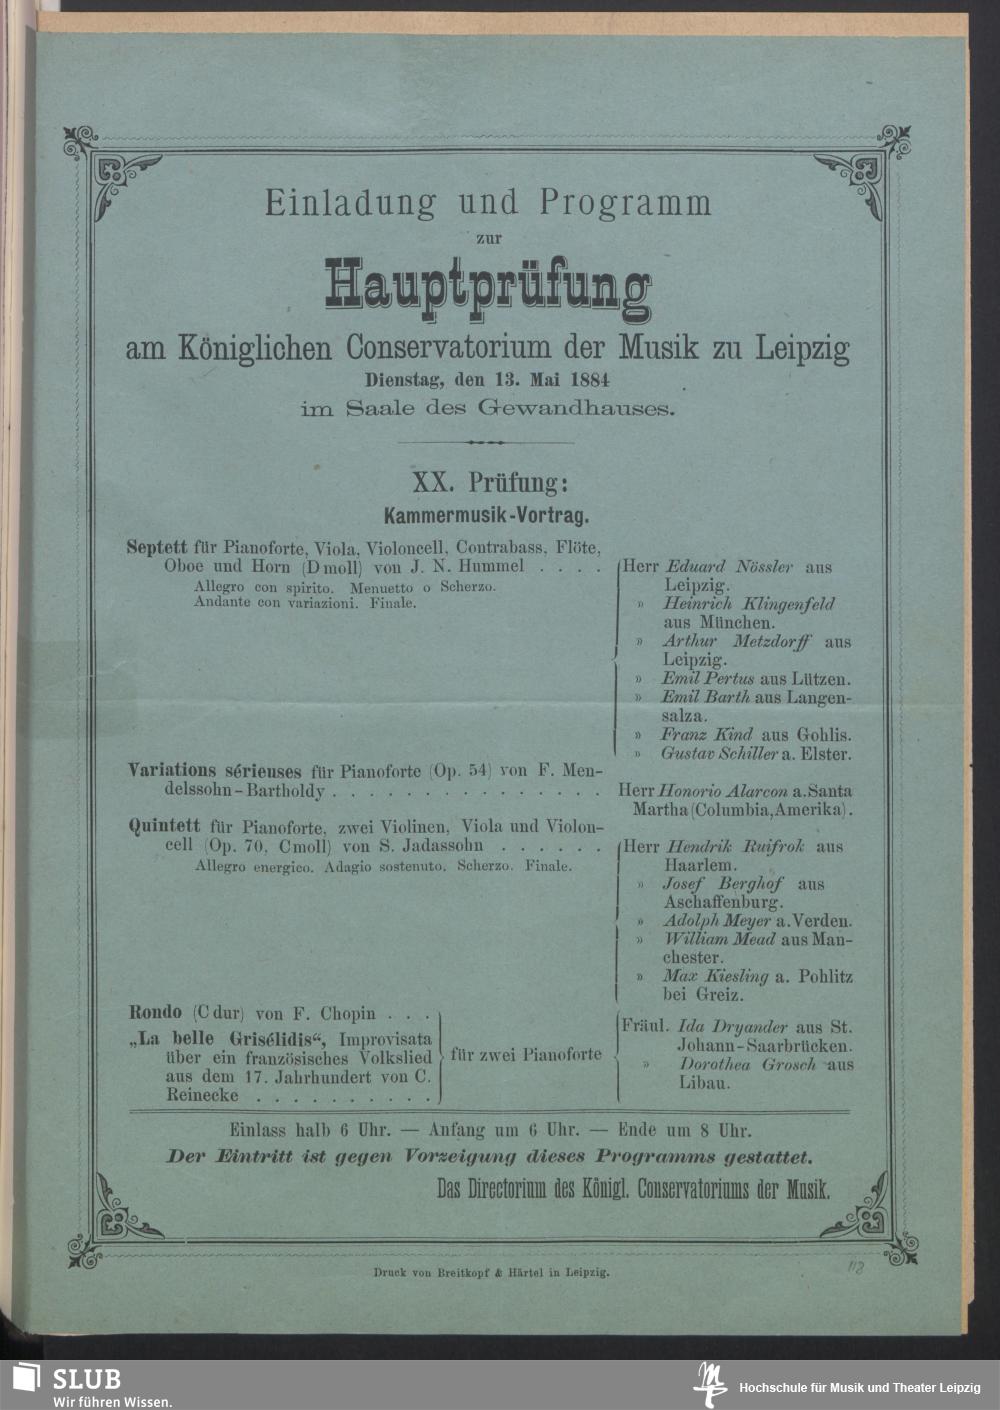 Einladung und Programm
zur
Hauptprüfung
am Königlichen Conservatorium der Musik zu Leipzig
Dienstag, den 13. Mai 1884
im Saale des Gewandhauses.
XX. Prüfung:
Kammermusik-Vortrag.
Septett für Pianoforte, Viola, Violoncell, Contrabass, Flöte,
Oboe und Horn (D moll) von J. N. Hummel . . . .
Allegro con spirito. Menuetto o Scherzo.
Andante con variazioni. Finale.
Herr Eduard Nössler aus
Leipzig.
» Heinrich Klingenfeld
aus München.
» Arthur Metzdorff aus
Leipzig.
» Emil Pertus aus Lützen.
» Emil Barth aus Langen-
salza.
» Franz Kind aus Gohlis.
» Gustav Schiller a. Elster.
Variations sérieuses für Pianoforte (Op. 54) von F. Men-
delssohn-Bartholdy . . . . . . . . . . . . . . .
Herr Honorio Alarcon a. Santa
Martha (Columbia, Amerika).
Quintett für Pianoforte, zwei Violinen, Viola und Violon-
cell (Op. 70, C moll) von S. Jadassohn . . . . . .
Allegro energico. Adagio sostenuto. Scherzo. Finale.
Herr Hendrik Ruifrok aus
Haarlem.
» Josef Berghof aus
Aschaffenburg.
» Adolph Meyer a. Verden.
» William Mead aus Man-
chester.
» Max Kiesling a. Pohlitz
bei Greiz.
Rondo (C dur) von F. Chopin . . .
„La belle Grisélidis“, Improvisata
über ein französisches Volkslied
aus dem 17. Jahrhundert von C.
Reinecke . . . . . . . . . .
für zwei Pianoforte
Fräul. Ida Dryander aus St.
Johann-Saarbrücken.
» Dorothea Grosch aus
Libau.
Einlass halb 6 Uhr. — Anfang um 6 Uhr. — Ende um 8 Uhr.
Der Eintritt ist gegen Vorzeigung dieses Programms gestattet.
Das Directorium des Königl. Conservatoriums der Musik.
Druck von Breitkopf & Härtel in Leipzig.
118
SLUB
Wir führen Wissen.
Hochschule für Musik und Theater Leipzig